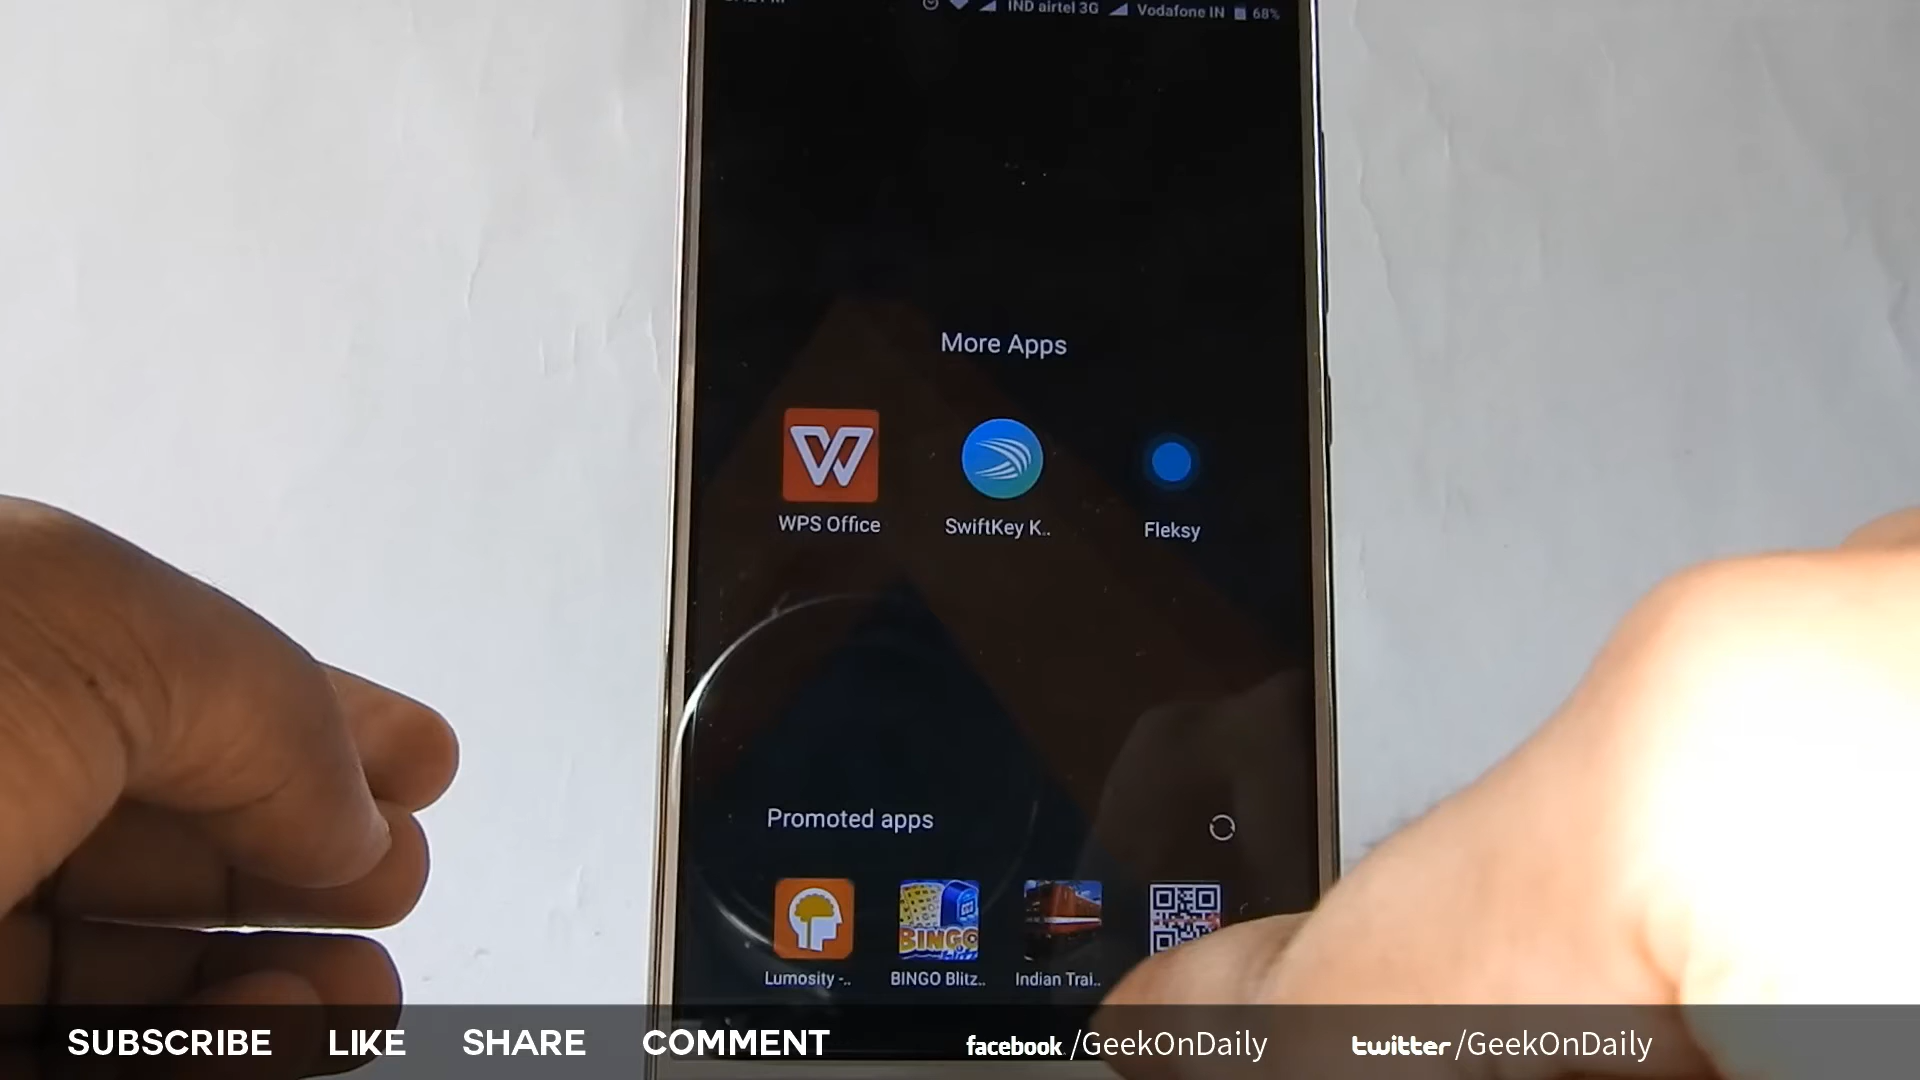 IND airtel 3G Vodafone IN 68%
More Apps
WPS Office SwiftKey K.. Fleksy
Promoted apps
BINGO
Lumosity -.. BINGO Blitz.. Indian Trai..
SUBSCRIBE LIKE SHARE COMMENT facebook /GeekOnDaily twitter /GeekOnDaily